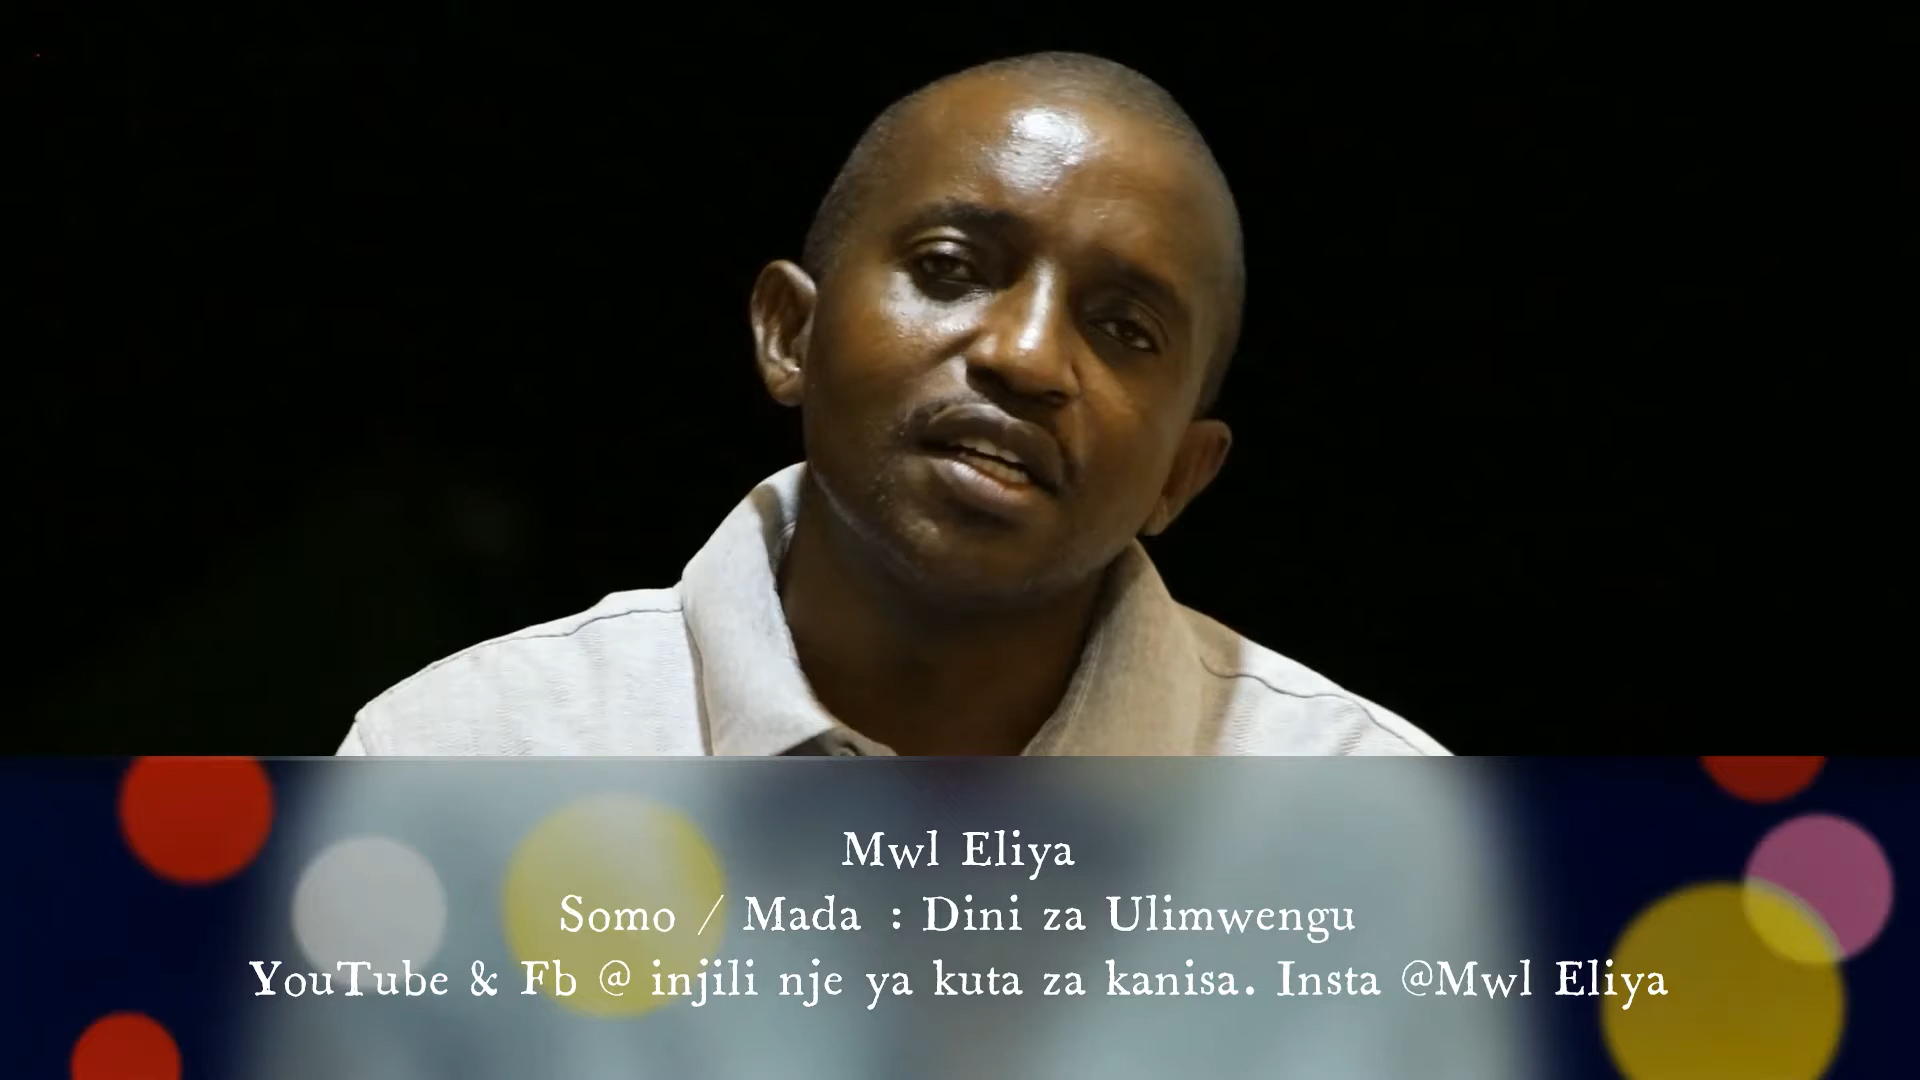 Mwl Eliya
Somo / Mada : Dini za Ulimwengu
YouTube & Fb @ injili nje ya kuta za kanisa. Insta @Mwl Eliya